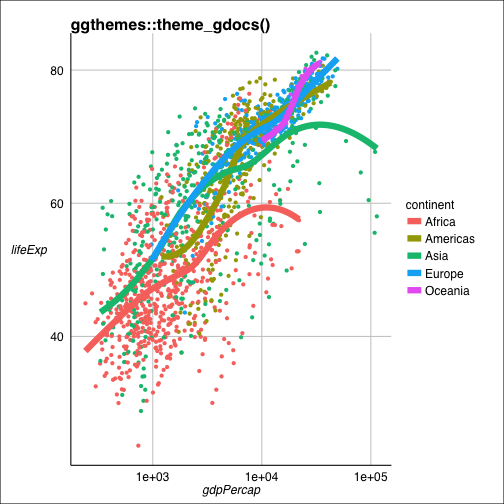 ggthemes::theme_gdocs()
80
60
40
lifeExp
1e+03
1e+04
1e+05
gdpPercap
continent
Africa
Americas
Asia
Europe
Oceania